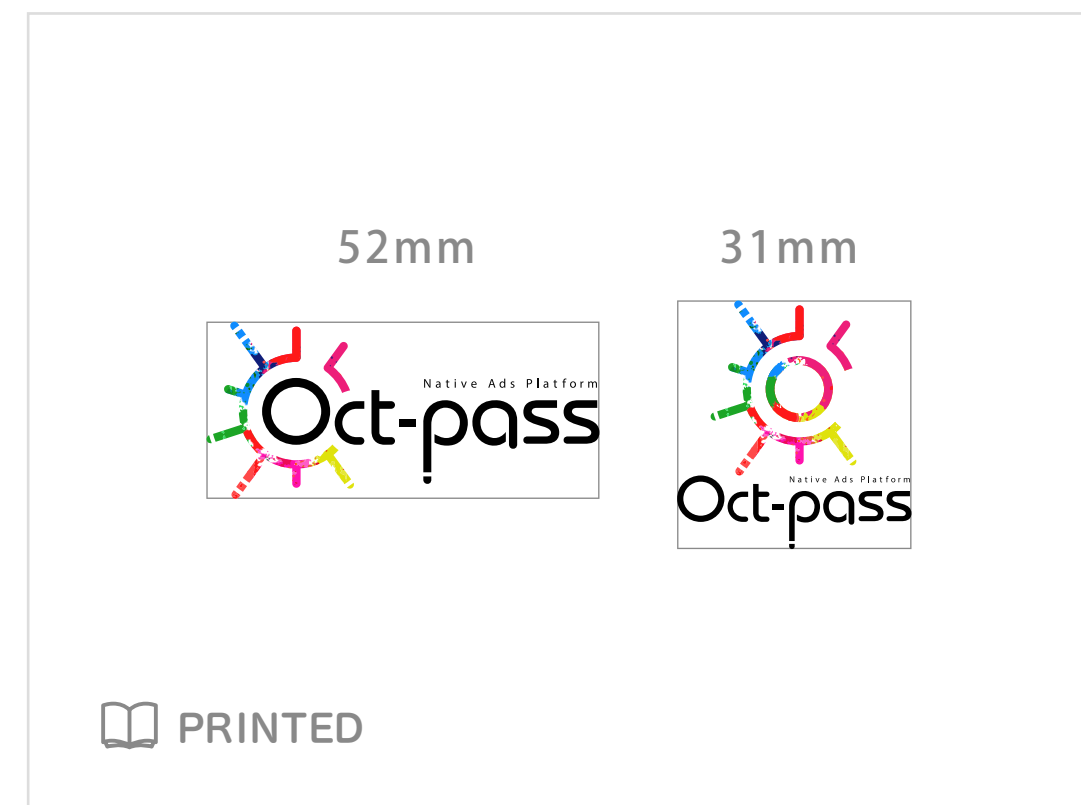 52mm
31mm
Native Ads Platform
Oct-pass
Native Ads Platform
Oct-pass
PRINTED